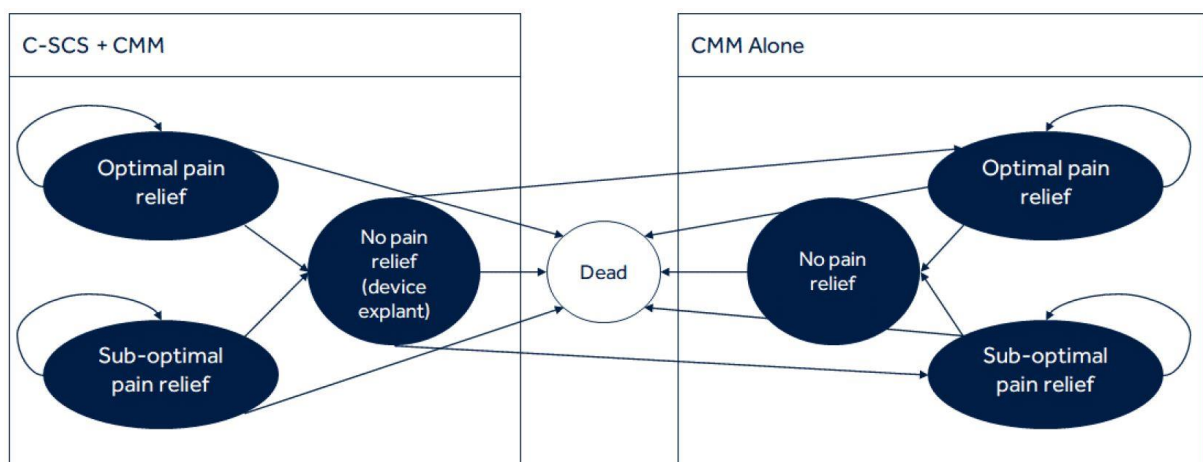 C-SCS + CMM
CMM Alone
Optimal pain
relief
Sub-optimal
pain relief
No pain
relief
(device
explant)
Dead
No pain
relief
Optimal pain
relief
Sub-optimal
pain relief